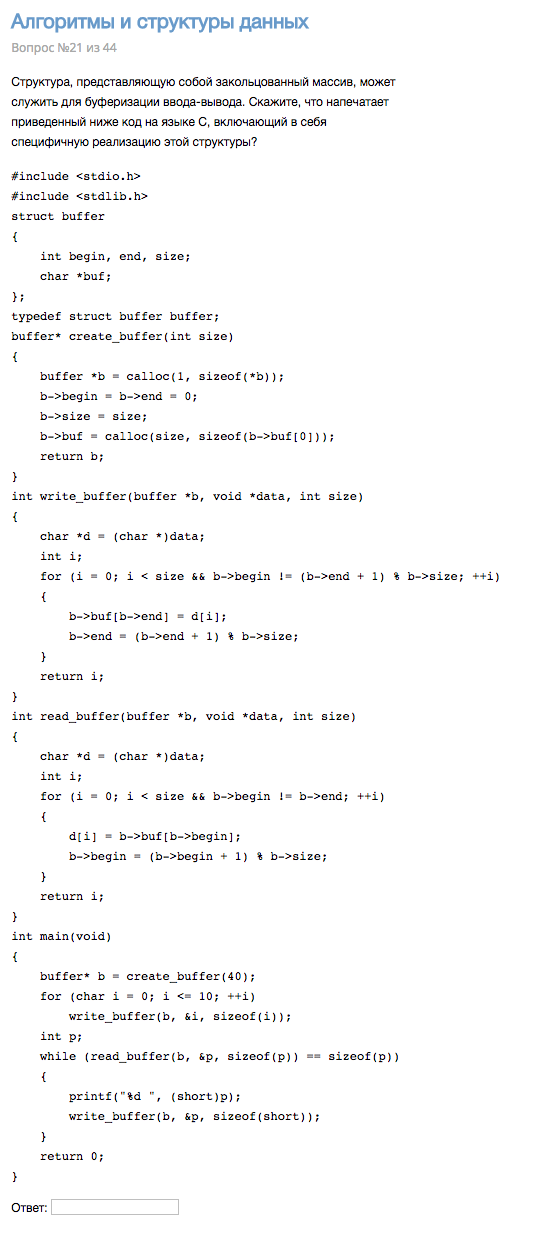 Алгоритмы и структуры данных
Вопрос №21 из 44
Структура, представляющую собой закольцованный массив, может
служить для буферизации ввода-вывода. Скажите, что напечатает
приведенный ниже код на языке C, включающий в себя
специфичную реализацию этой структуры?
#include <stdio.h>
#include <stdlib.h>
struct buffer
{
    int begin, end, size;
    char *buf;
};
typedef struct buffer buffer;
buffer* create_buffer(int size)
{
    buffer *b = calloc(1, sizeof(*b));
    b->begin = b->end = 0;
    b->size = size;
    b->buf = calloc(size, sizeof(b->buf[0]));
    return b;
}
int write_buffer(buffer *b, void *data, int size)
{
    char *d = (char *)data;
    int i;
    for (i = 0; i < size && b->begin != (b->end + 1) % b->size; ++i)
    {
        b->buf[b->end] = d[i];
        b->end = (b->end + 1) % b->size;
    }
    return i;
}
int read_buffer(buffer *b, void *data, int size)
{
    char *d = (char *)data;
    int i;
    for (i = 0; i < size && b->begin != b->end; ++i)
    {
        d[i] = b->buf[b->begin];
        b->begin = (b->begin + 1) % b->size;
    }
    return i;
}
int main(void)
{
    buffer* b = create_buffer(40);
    for (char i = 0; i <= 10; ++i)
        write_buffer(b, &i, sizeof(i));
    int p;
    while (read_buffer(b, &p, sizeof(p)) == sizeof(p))
    {
        printf("%d ", (short)p);
        write_buffer(b, &p, sizeof(short));
    }
    return 0;
}
Ответ: